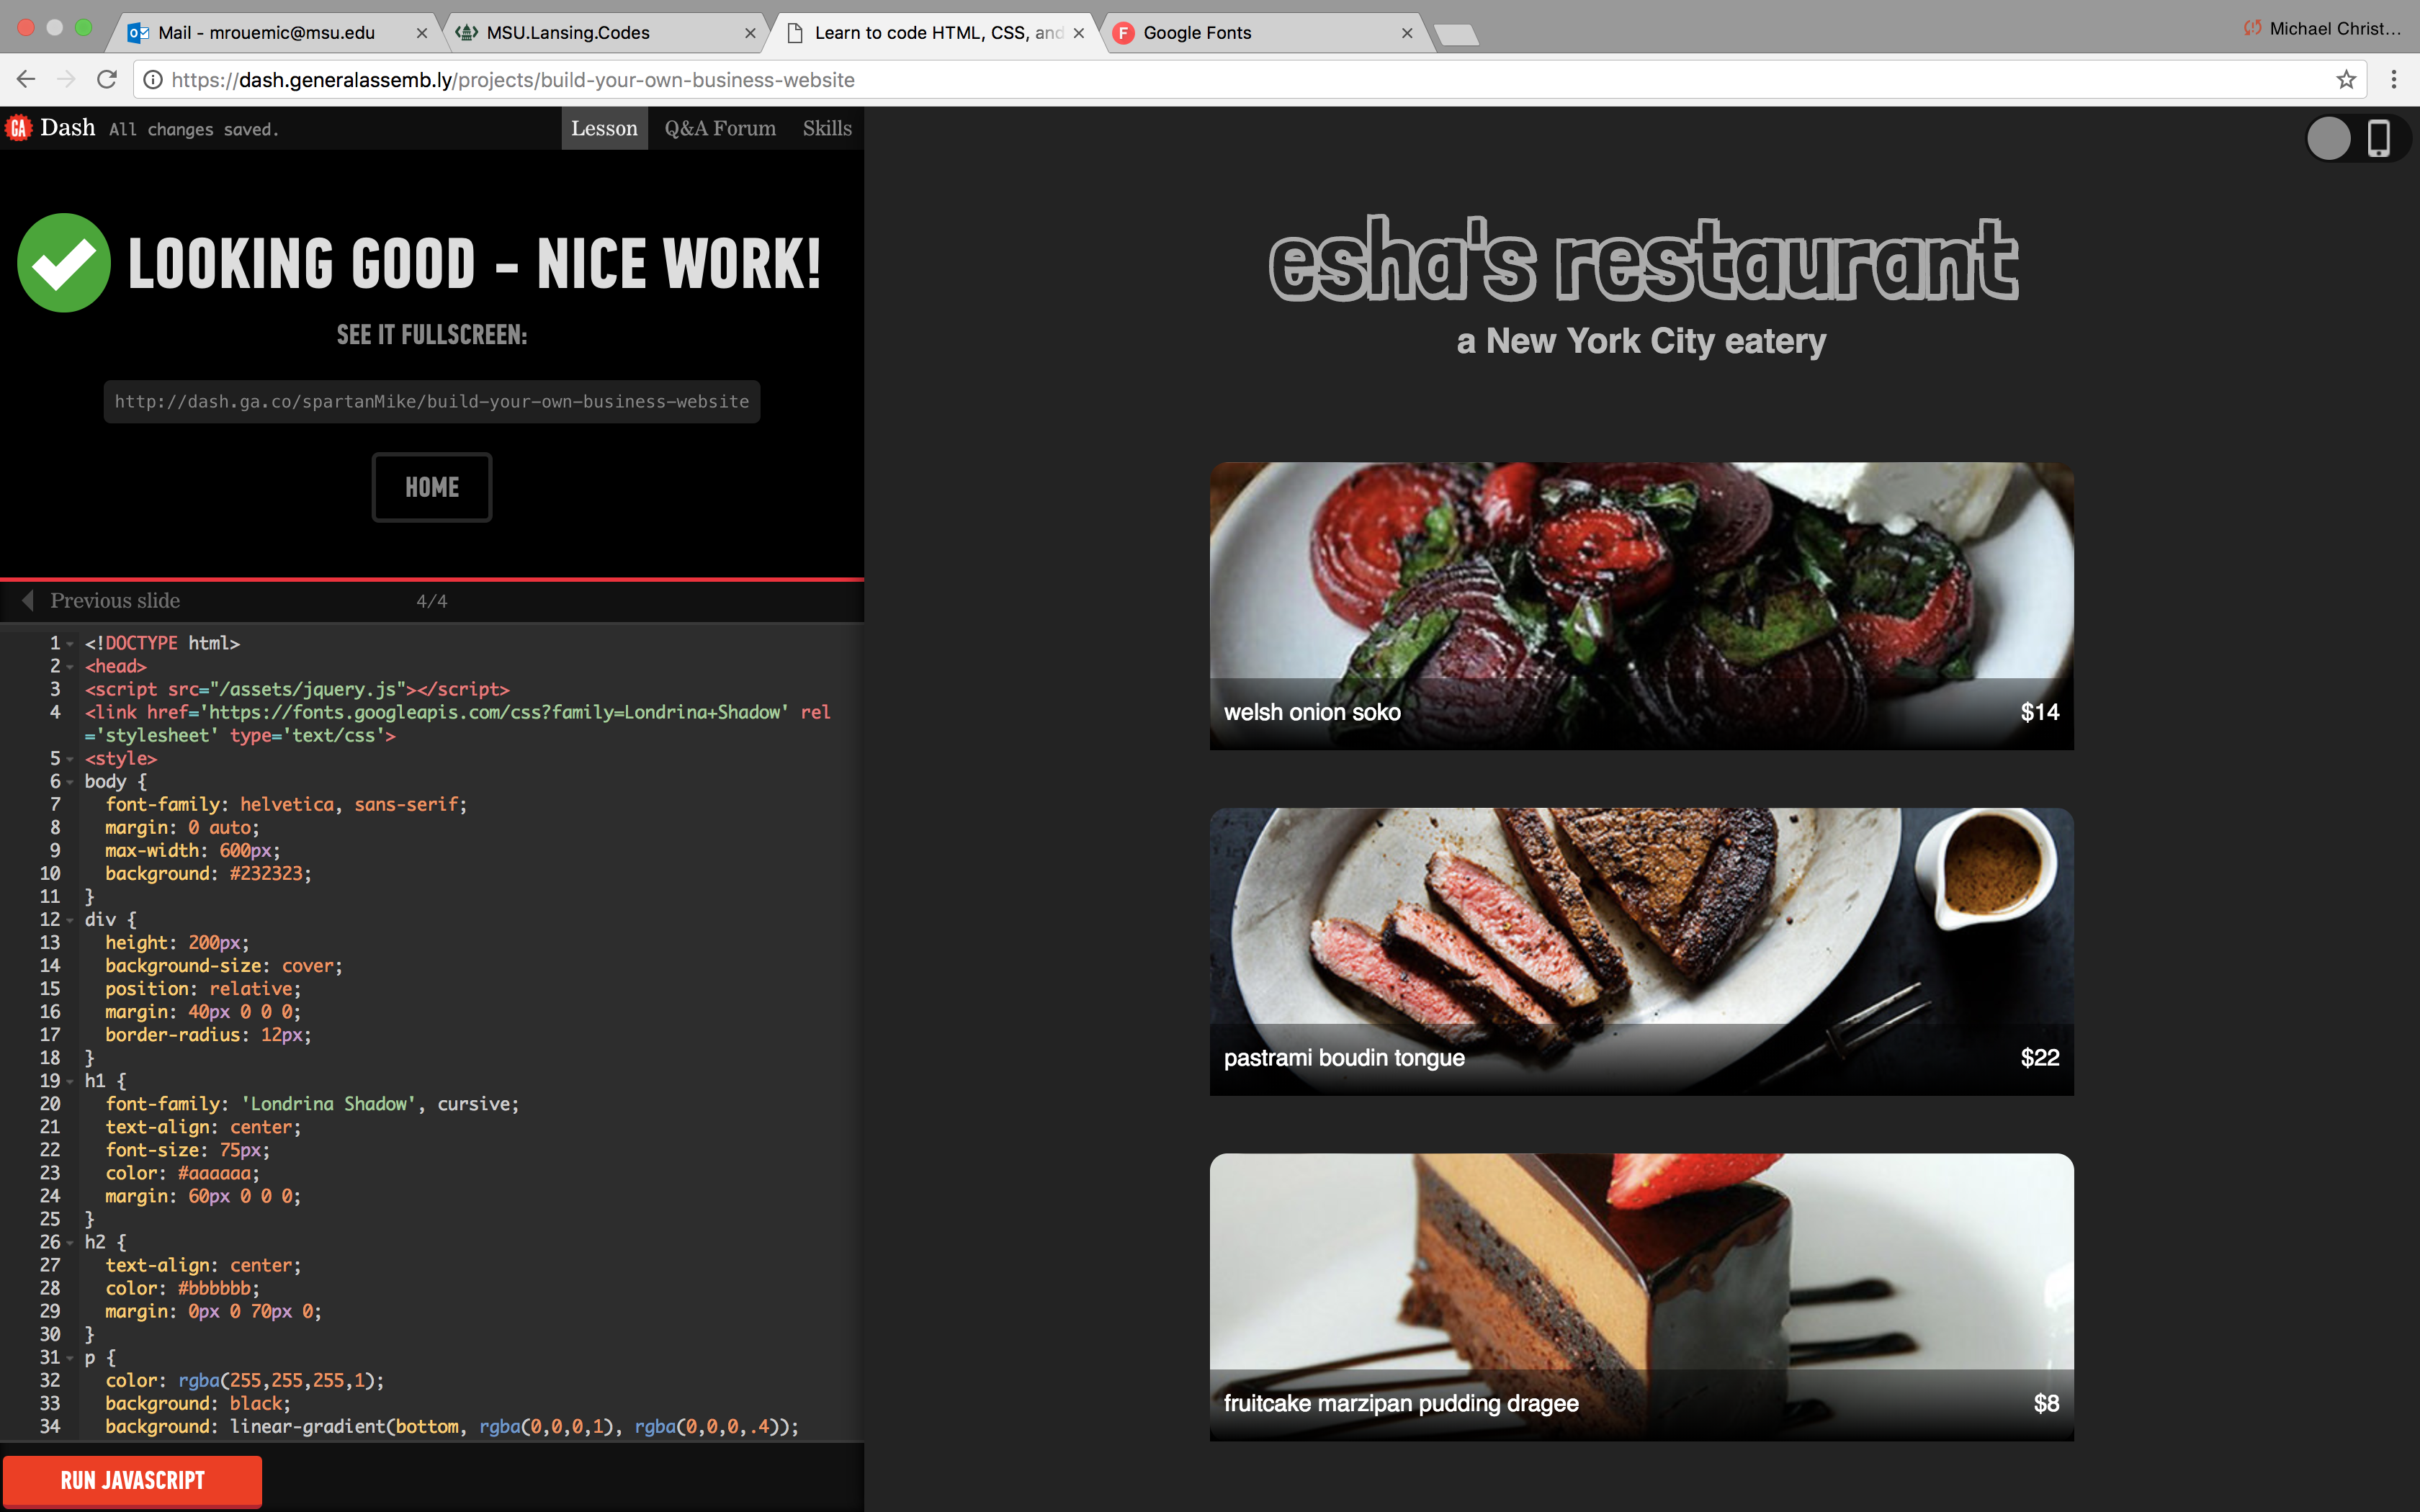 Mail - mrouemic@msu.edu
MSU.Lansing.Codes
Learn to code HTML, CSS, and
F Google Fonts
Michael Christ...
https://dash.generalassemb.ly/projects/build-your-own-business-website
GA Dash All changes saved.
Lesson Q&A Forum Skills
LOOKING GOOD - NICE WORK!
SEE IT FULLSCREEN:
http://dash.ga.co/spartanMike/build-your-own-business-website
HOME
Previous slide 4/4
1 <!DOCTYPE html>
2 <head>
3 <script src="/assets/jquery.js"></script>
4 <link href='https://fonts.googleapis.com/css?family=Londrina+Shadow' rel
='stylesheet' type='text/css'>
5 <style>
6 body {
7 font-family: helvetica, sans-serif;
8 margin: 0 auto;
9 max-width: 600px;
10 background: #232323;
11 }
12 div {
13 height: 200px;
14 background-size: cover;
15 position: relative;
16 margin: 40px 0 0 0;
17 border-radius: 12px;
18 }
19 h1 {
20 font-family: 'Londrina Shadow', cursive;
21 text-align: center;
22 font-size: 75px;
23 color: #aaaaaa;
24 margin: 60px 0 0 0;
25 }
26 h2 {
27 text-align: center;
28 color: #bbbbbb;
29 margin: 0px 0 70px 0;
30 }
31 p {
32 color: rgba(255,255,255,1);
33 background: black;
34 background: linear-gradient(bottom, rgba(0,0,0,1), rgba(0,0,0,.4));
RUN JAVASCRIPT
esha's restaurant
a New York City eatery
welsh onion soko $14
pastrami boudin tongue $22
fruitcake marzipan pudding dragee $8